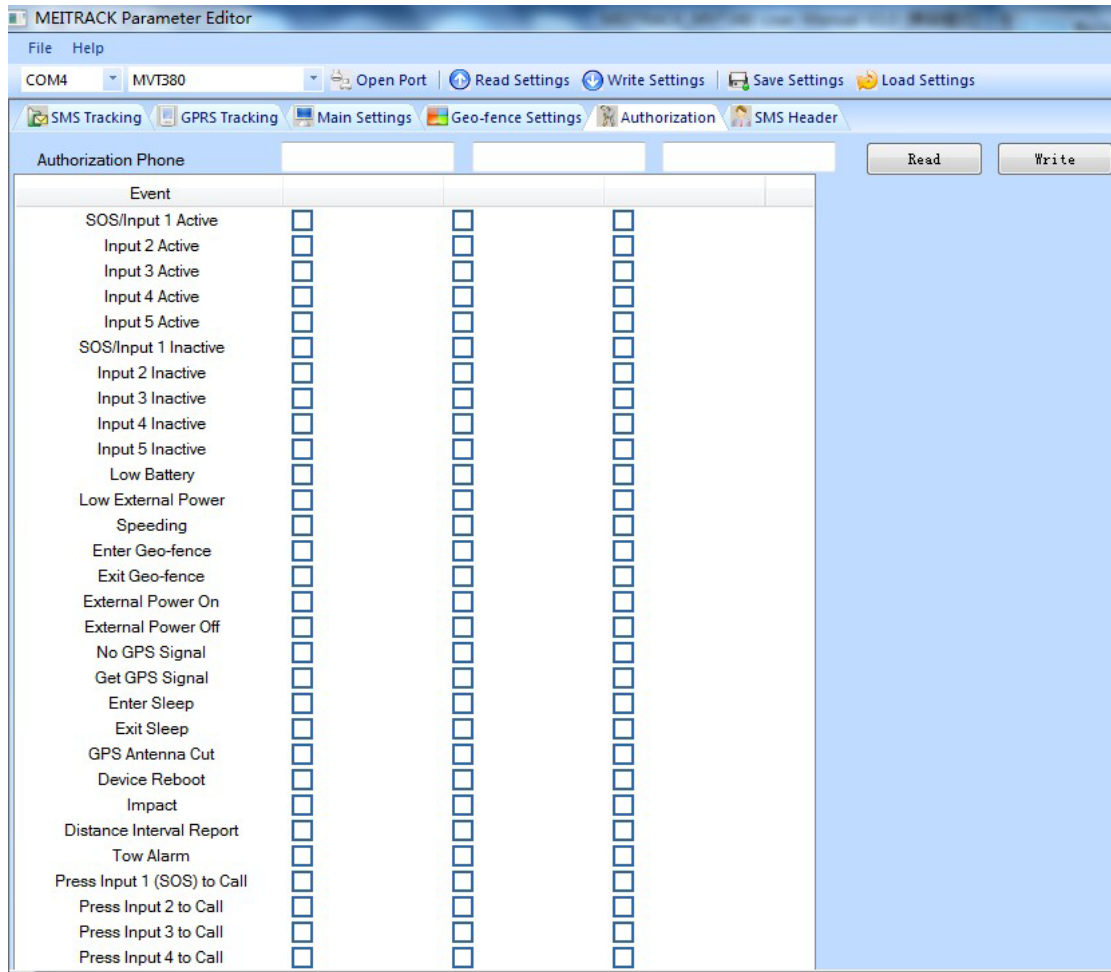 MEITRACK Parameter Editor
File Help
COM4 MVT380 Open Port Read Settings Write Settings Save Settings Load Settings
SMS Tracking GPRS Tracking Main Settings Geo-fence Settings Authorization SMS Header
Authorization Phone Read Write
Event
SOS/Input 1 Active
Input 2 Active
Input 3 Active
Input 4 Active
Input 5 Active
SOS/Input 1 Inactive
Input 2 Inactive
Input 3 Inactive
Input 4 Inactive
Input 5 Inactive
Low Battery
Low External Power
Speeding
Enter Geo-fence
Exit Geo-fence
External Power On
External Power Off
No GPS Signal
Get GPS Signal
Enter Sleep
Exit Sleep
GPS Antenna Cut
Device Reboot
Impact
Distance Interval Report
Tow Alarm
Press Input 1 (SOS) to Call
Press Input 2 to Call
Press Input 3 to Call
Press Input 4 to Call